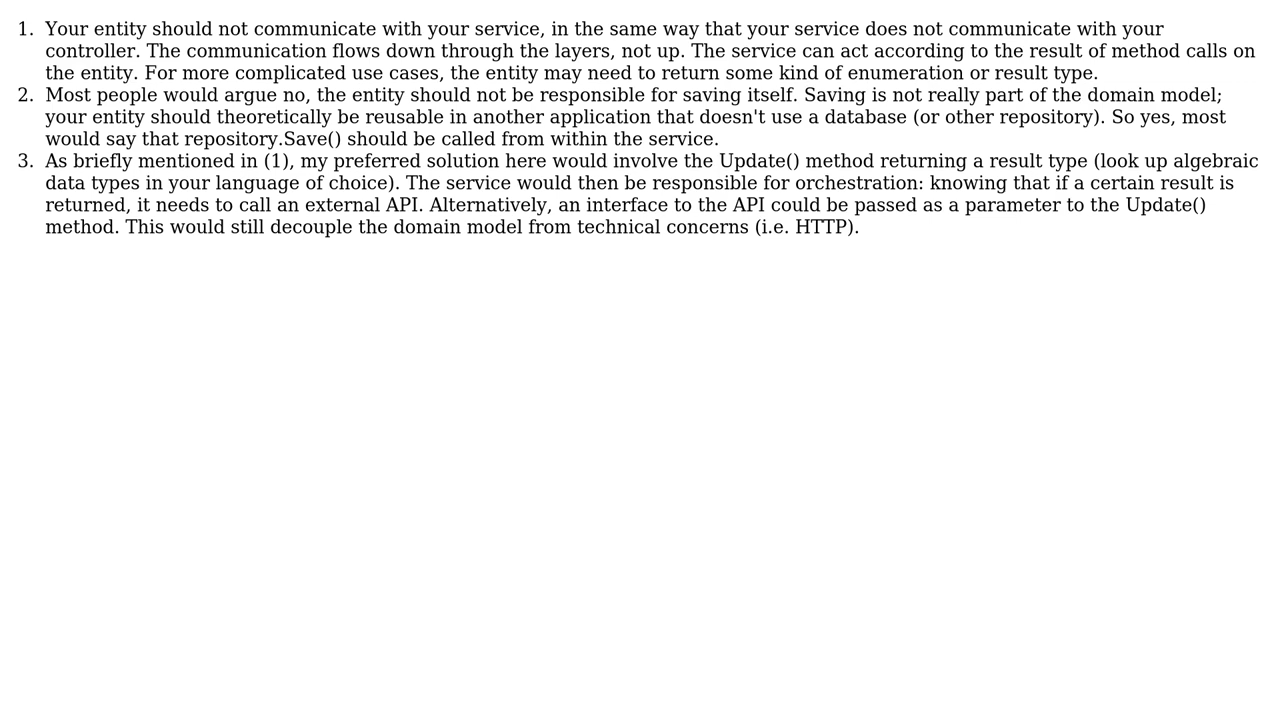 1. Your entity should not communicate with your service, in the same way that your service does not communicate with your
controller. The communication flows down through the layers, not up. The service can act according to the result of method calls on
the entity. For more complicated use cases, the entity may need to return some kind of enumeration or result type.
2. Most people would argue no, the entity should not be responsible for saving itself. Saving is not really part of the domain model;
your entity should theoretically be reusable in another application that doesn't use a database (or other repository). So yes, most
would say that repository.Save() should be called from within the service.
3. As briefly mentioned in (1), my preferred solution here would involve the Update() method returning a result type (look up algebraic
data types in your language of choice). The service would then be responsible for orchestration: knowing that if a certain result is
returned, it needs to call an external API. Alternatively, an interface to the API could be passed as a parameter to the Update()
method. This would still decouple the domain model from technical concerns (i.e. HTTP).